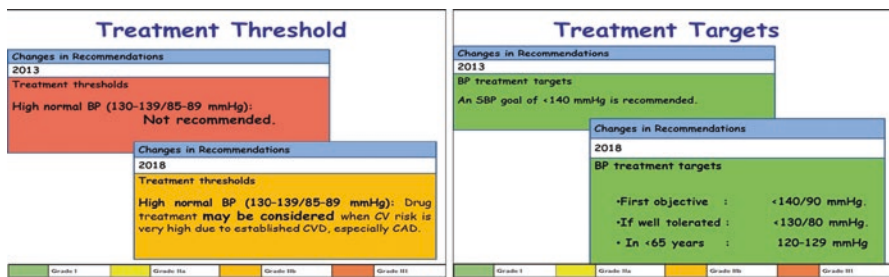 Treatment Threshold
Changes in Recommendations
2013
Treatment thresholds
High normal BP (130-139/85-89 mmHg):
Not recommended.
Changes in Recommendations
2018
Treatment thresholds
High normal BP (130-139/85-89 mmHg): Drug
treatment may be considered when CV risk is
very high due to established CVD, especially CAD.
Grade I Grade IIa Grade IIb Grade III
Treatment Targets
Changes in Recommendations
2013
BP treatment targets
An SBP goal of <140 mmHg is recommended.
Changes in Recommendations
2018
BP treatment targets
•First objective : <140/90 mmHg.
•If well tolerated : <130/80 mmHg.
• In <65 years : 120-129 mmHg
Grade I Grade IIa Grade IIb Grade III